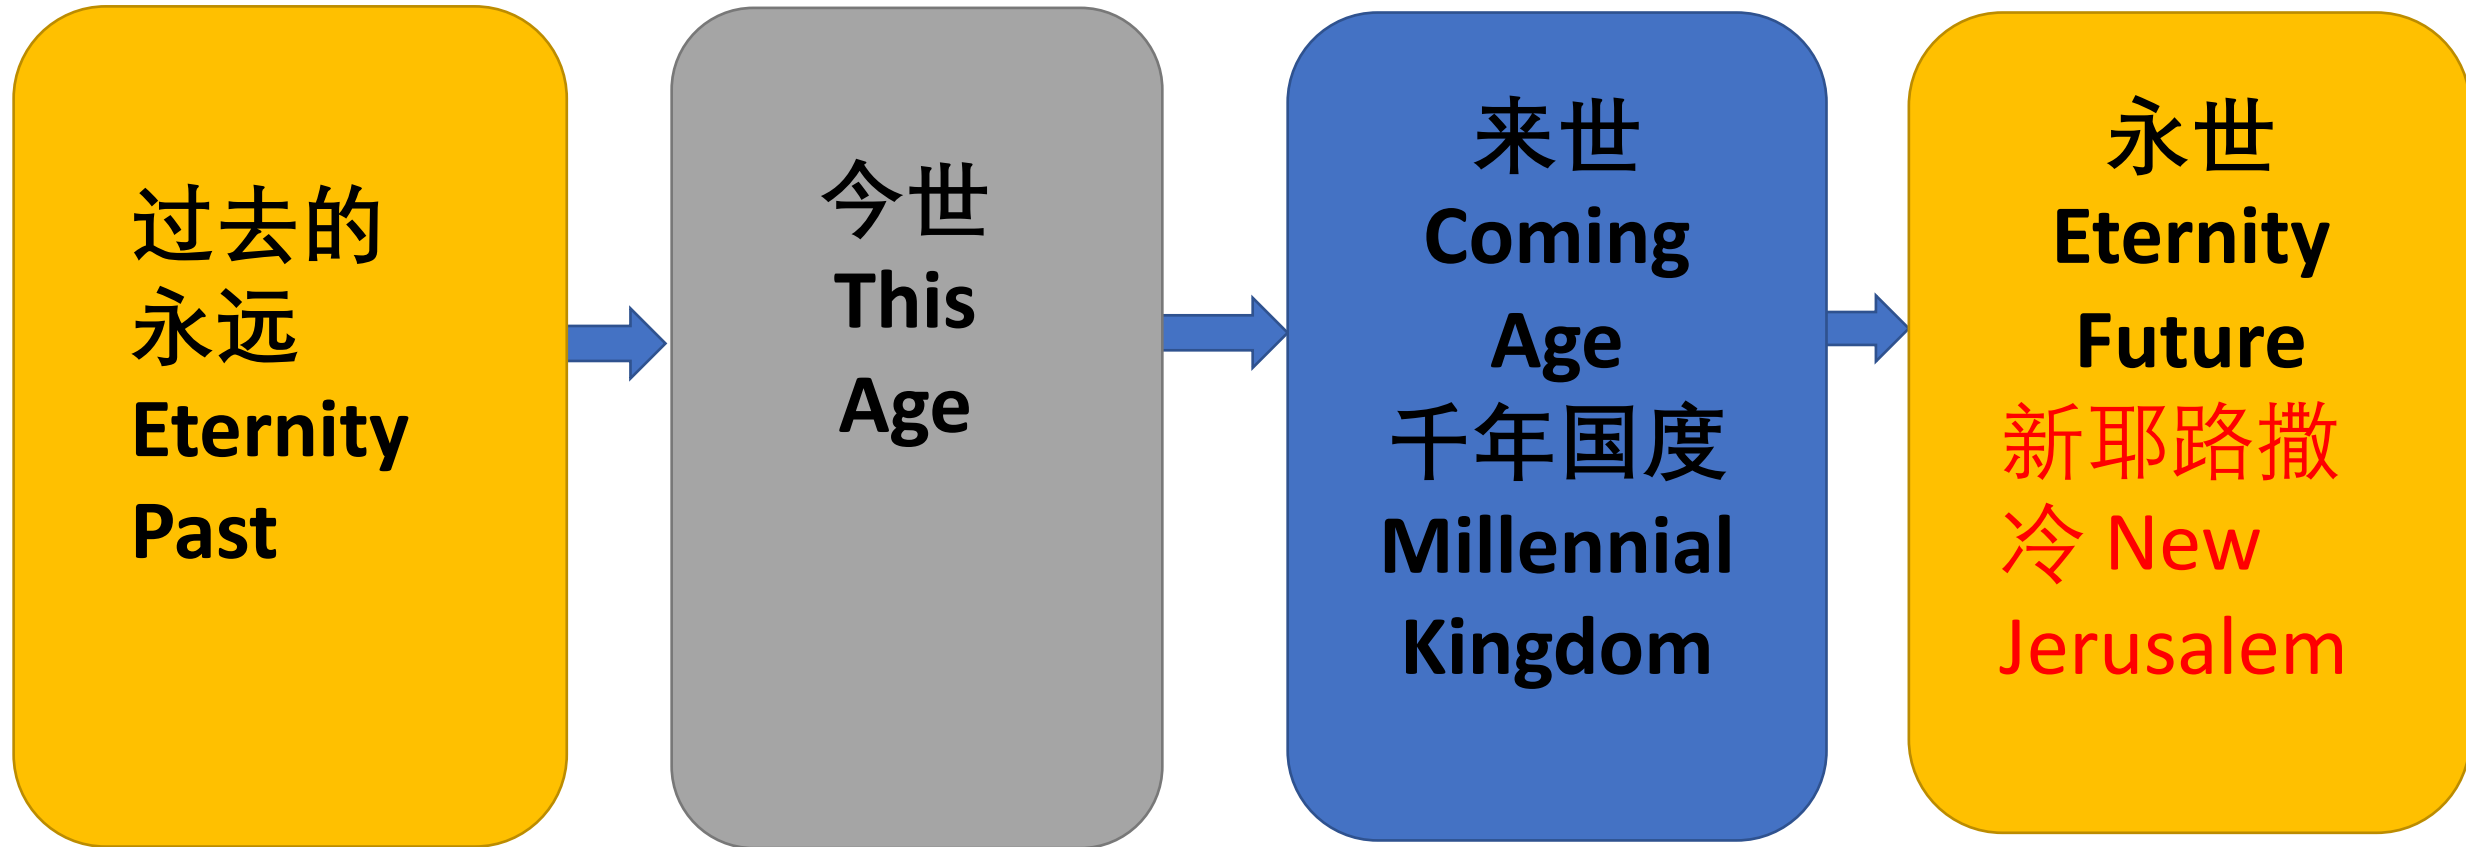 过去的
永远
Eternity
Past
今世
This
Age
来世
Coming
Age
千年国度
Millennial
Kingdom
永世
Eternity
Future
新耶路撒
冷 New
Jerusalem